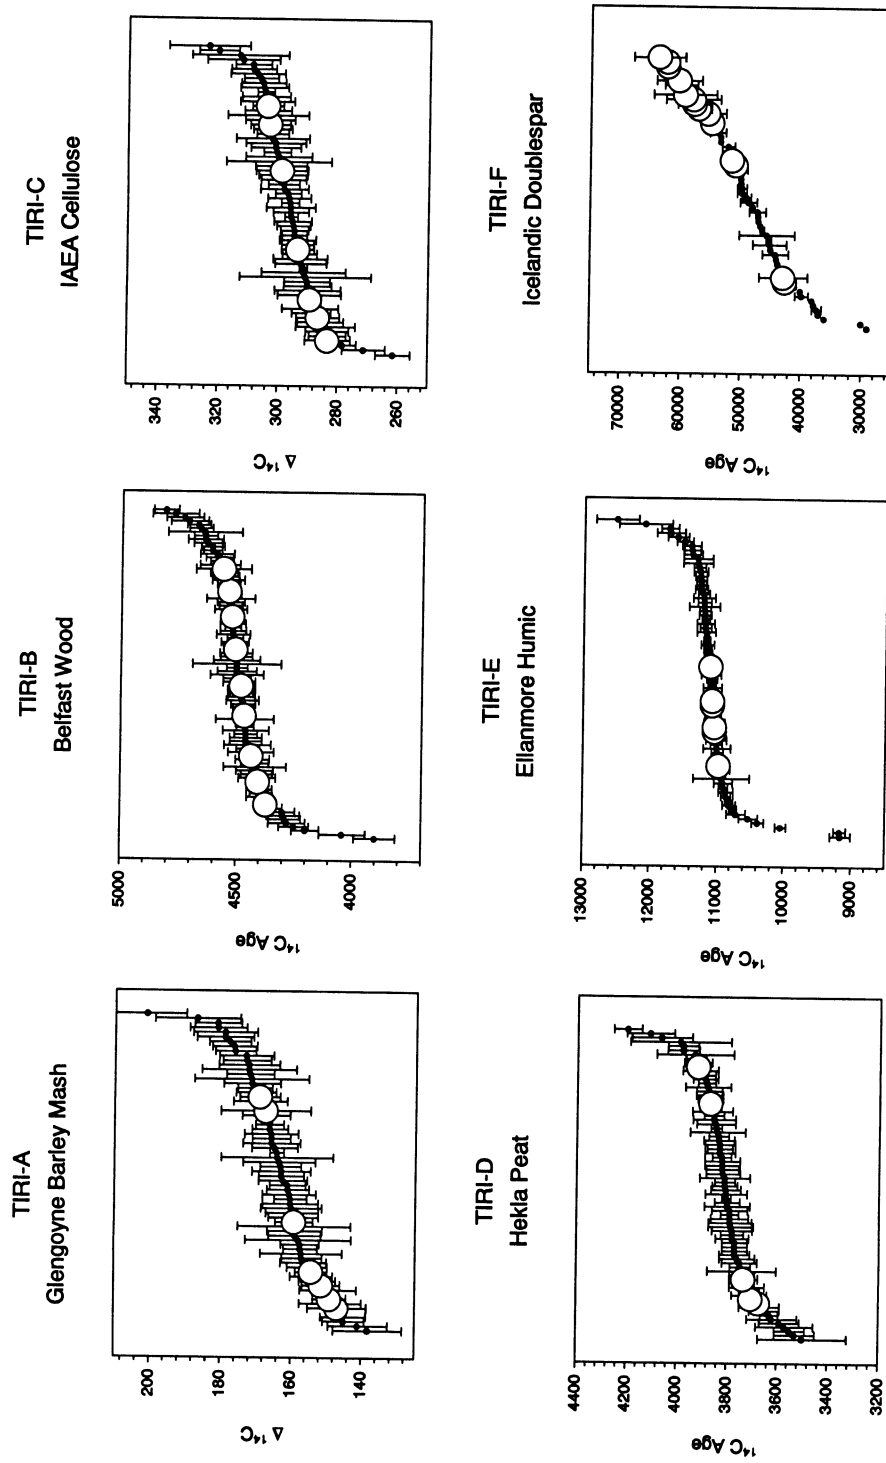 TIRI-A
Glengoyne Barley Mash
Δ ¹⁴C
200
180
160
140
TIRI-B
Belfast Wood
¹⁴C Age
5000
4500
4000
TIRI-C
IAEA Cellulose
Δ ¹⁴C
340
320
300
280
260
TIRI-D
Hekla Peat
¹⁴C Age
4400
4200
4000
3800
3600
3400
3200
TIRI-E
Ellanmore Humic
¹⁴C Age
13000
12000
11000
10000
9000
TIRI-F
Icelandic Doublespar
¹⁴C Age
70000
60000
50000
40000
30000